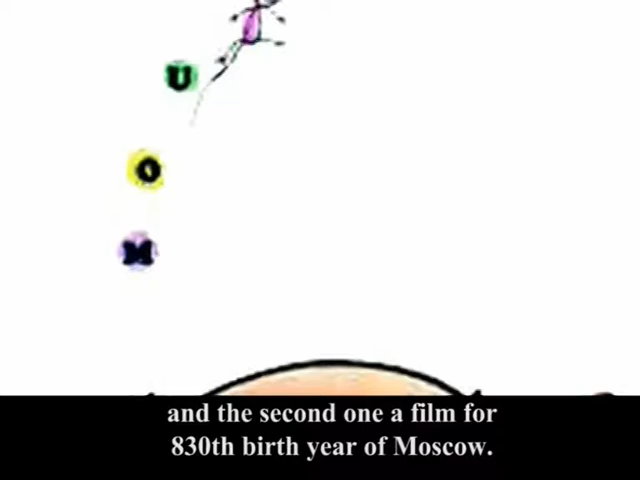 U
O
M
and the second one a film for
830th birth year of Moscow.